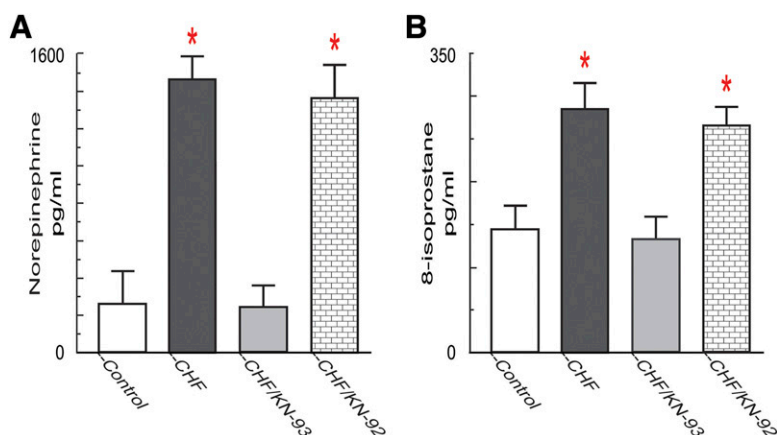 A
1600
Norepinephrine
pg/ml
0
-Control
-CHF
-CHF/KN-93
-CHF/KN-92
*
*
B
350
8-isoprostane
pg/ml
0
-Control
-CHF
-CHF/KN-93
-CHF/KN-92
*
*